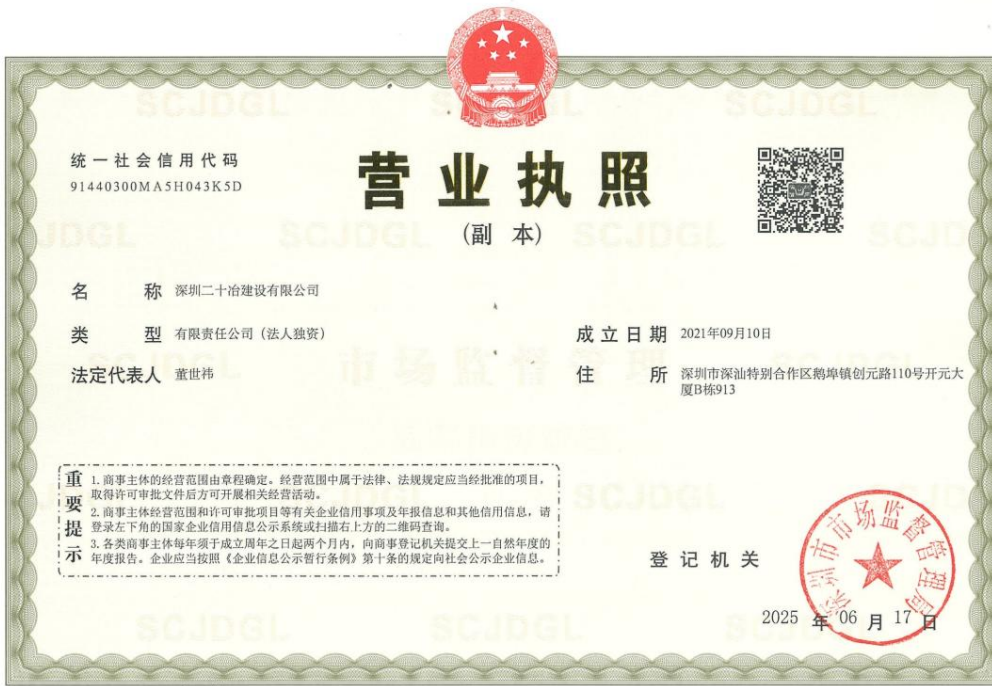 统一社会信用代码
91440300MA5H043K5D
营业执照
(副 本)
名 称 深圳二十冶建设有限公司
类 型 有限责任公司（法人独资）
成立日期 2021年09月10日
法定代表人 董世祎
住 所 深圳市深汕特别合作区鹅埠镇创元路110号开元大
厦B栋913
重要提示
1. 商事主体的经营范围由章程确定。经营范围中属于法律、法规规定应当经批准的项目，
取得许可审批文件后方可开展相关经营活动。
2. 商事主体经营范围和许可审批项目等有关企业信用事项及年报信息和其他信用信息，请
登录左下角的国家企业信用信息公示系统或扫描右上方的二维码查询。
3. 各类商事主体每年须于成立周年之日起两个月内，向商事登记机关提交上一自然年度的
年度报告。企业应当按照《企业信息公示暂行条例》第十条的规定向社会公示企业信息。
登记机关
深圳市市场监督管理局
2025 年 06 月 17 日
SCJDGL
市场监督管理